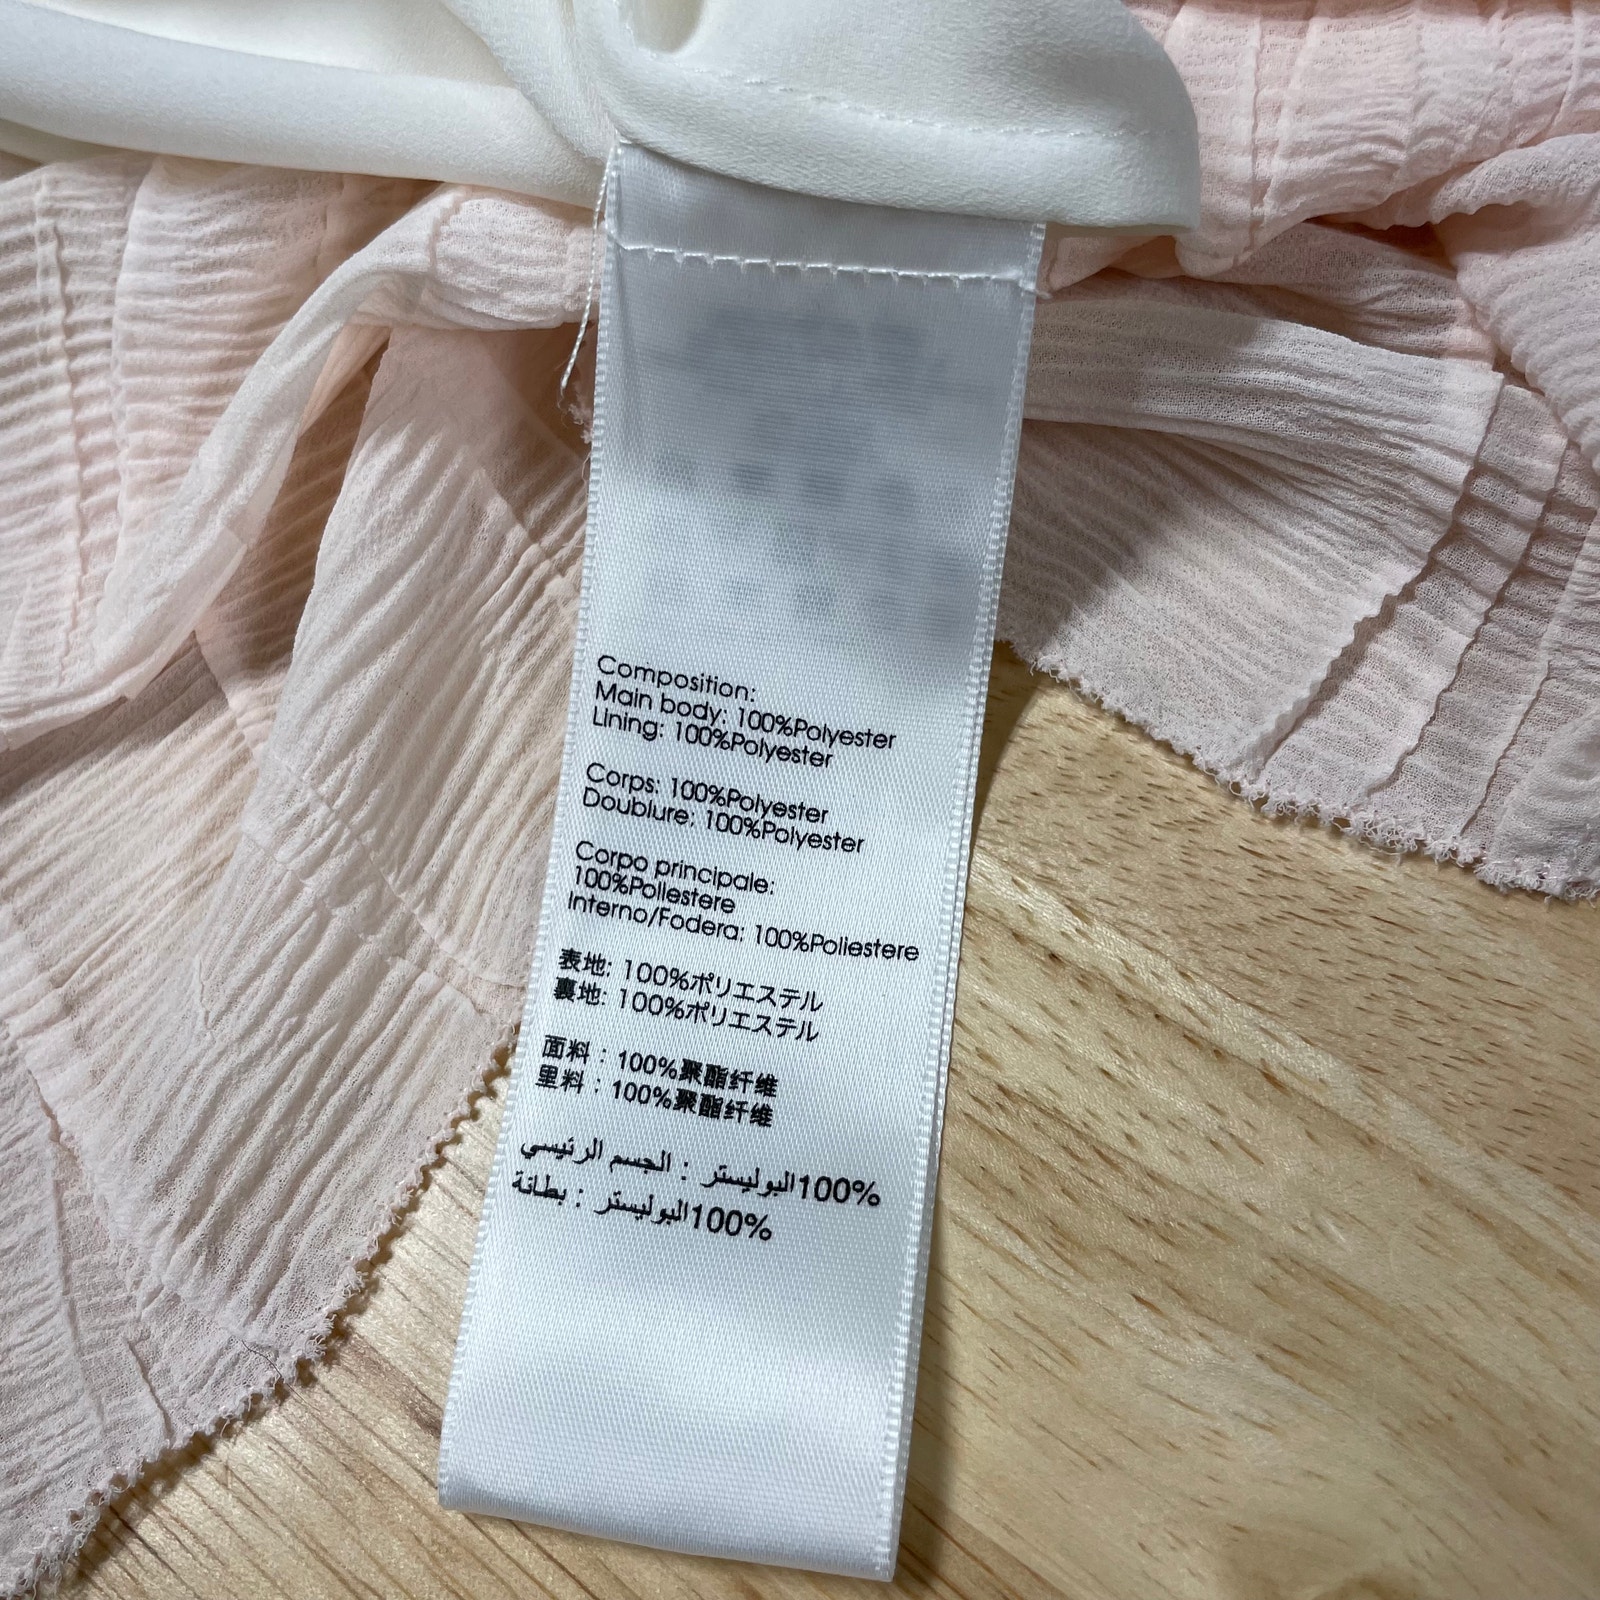 Composition:
Main body: 100%Polyester
Lining: 100%Polyester
Corps: 100%Polyester
Doublure: 100%Polyester
Corpo principale:
100%Poliestere
Interno/Fodera: 100%Poliestere
表地: 100%ポリエステル
裏地: 100%ポリエステル
面料：100%聚酯纤维
里料：100%聚酯纤维
100%البوليستر : الجسم الرئيسي
100%البوليستر : بطانة